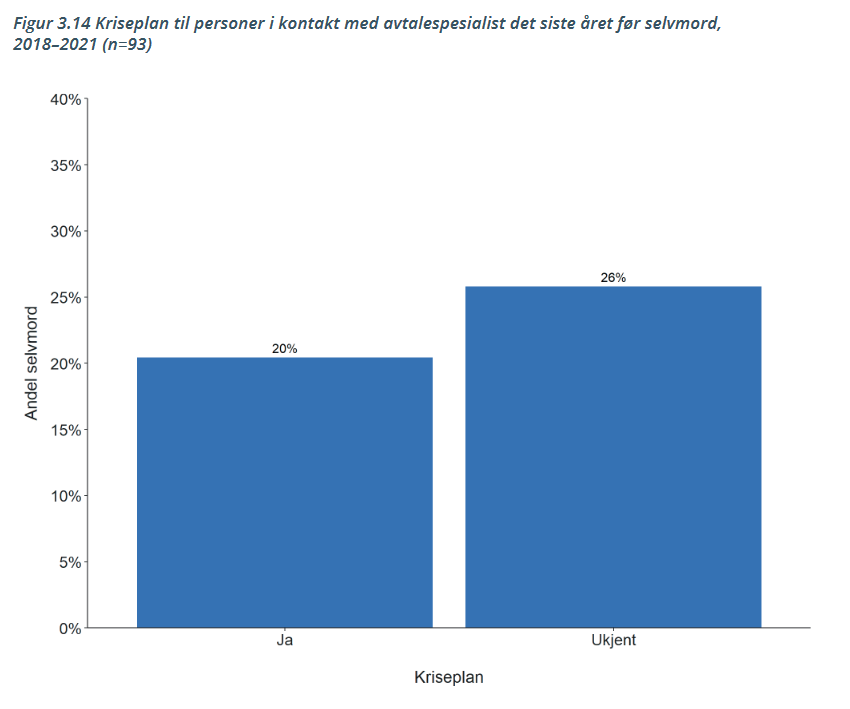 Figur 3.14 Kriseplan til personer i kontakt med avtalespesialist det siste året før selvmord,
2018–2021 (n=93)
40%
35%
30%
25%
20%
15%
10%
5%
0%
Andel selvmord
20%
26%
Ja
Ukjent
Kriseplan